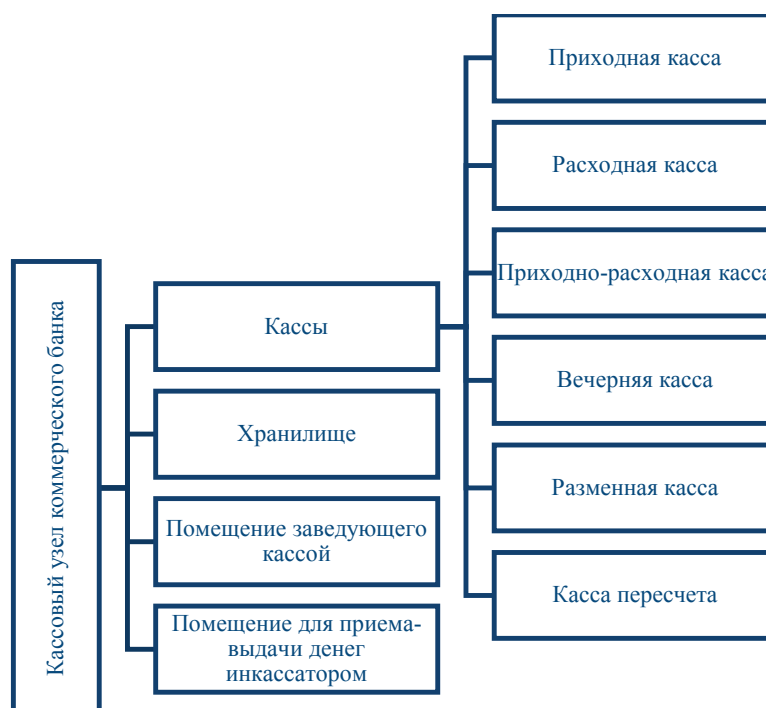 Кассовый узел коммерческого банка
Кассы
Хранилище
Помещение заведующего
кассой
Помещение для приема-
выдачи денег
инкассатором
Приходная касса
Расходная касса
Приходно-расходная касса
Вечерняя касса
Разменная касса
Касса пересчета